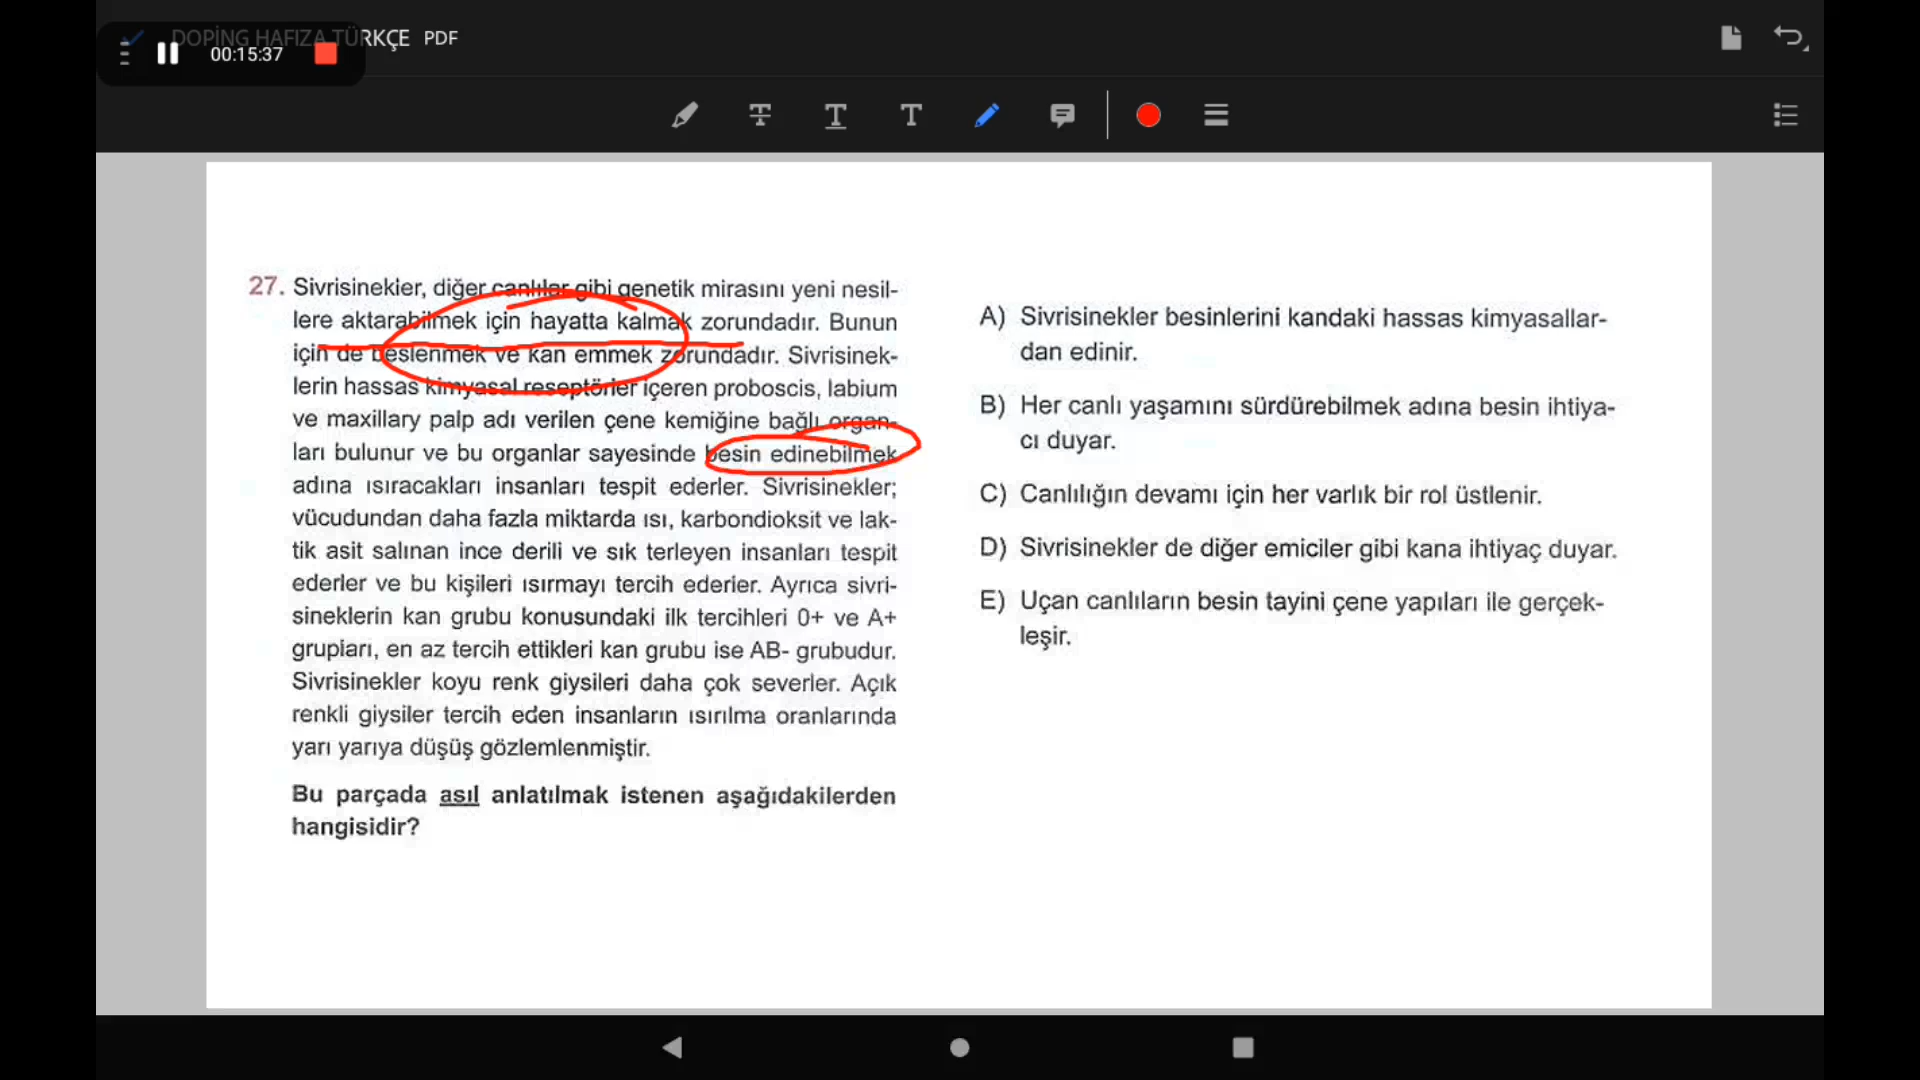 DOPİNG HAFIZA TÜRKÇE PDF
00:15:37
27. Sivrisinekler, diğer canlılar gibi genetik mirasını yeni nesil-
lere aktarabilmek için hayatta kalmak zorundadır. Bunun
için de beslenmek ve kan emmek zorundadır. Sivrisinek-
lerin hassas kimyasal reseptörler içeren proboscis, labium
ve maxillary palp adı verilen çene kemiğine bağlı organ-
ları bulunur ve bu organlar sayesinde besin edinebilmek
adına ısıracakları insanları tespit ederler. Sivrisinekler;
vücudundan daha fazla miktarda ısı, karbondioksit ve lak-
tik asit salınan ince derili ve sık terleyen insanları tespit
ederler ve bu kişileri ısırmayı tercih ederler. Ayrıca sivri-
sineklerin kan grubu konusundaki ilk tercihleri 0+ ve A+
grupları, en az tercih ettikleri kan grubu ise AB- grubudur.
Sivrisinekler koyu renk giysileri daha çok severler. Açık
renkli giysiler tercih eden insanların ısırılma oranlarında
yarı yarıya düşüş gözlemlenmiştir.
Bu parçada asıl anlatılmak istenen aşağıdakilerden
hangisidir?
A) Sivrisinekler besinlerini kandaki hassas kimyasallar-
dan edinir.
B) Her canlı yaşamını sürdürebilmek adına besin ihtiya-
cı duyar.
C) Canlılığın devamı için her varlık bir rol üstlenir.
D) Sivrisinekler de diğer emiciler gibi kana ihtiyaç duyar.
E) Uçan canlıların besin tayini çene yapıları ile gerçek-
leşir.